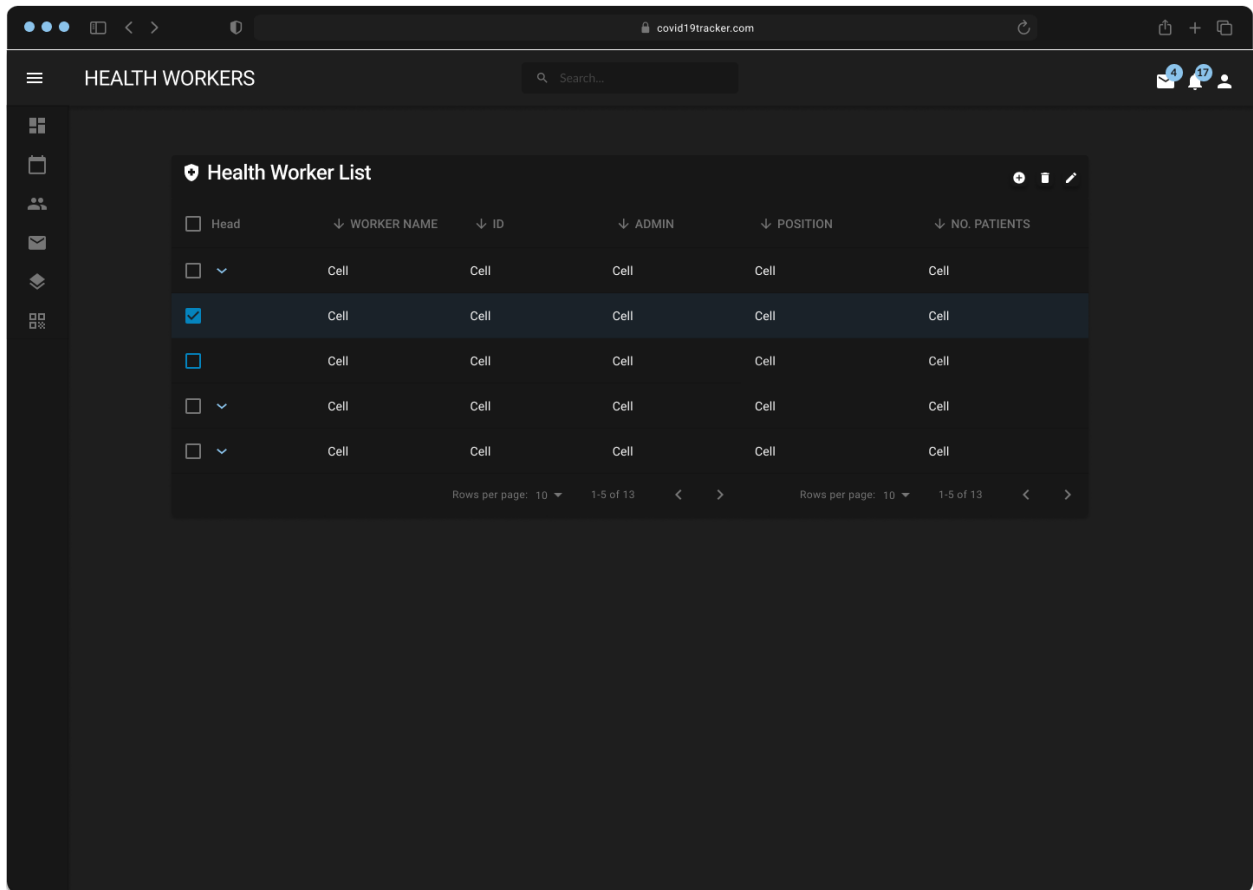 covid19tracker.com
HEALTH WORKERS Search... 4 17
Health Worker List
Head WORKER NAME ID ADMIN POSITION NO. PATIENTS
Cell Cell Cell Cell Cell
Cell Cell Cell Cell Cell
Cell Cell Cell Cell Cell
Cell Cell Cell Cell Cell
Cell Cell Cell Cell Cell
Rows per page: 10 1-5 of 13 Rows per page: 10 1-5 of 13